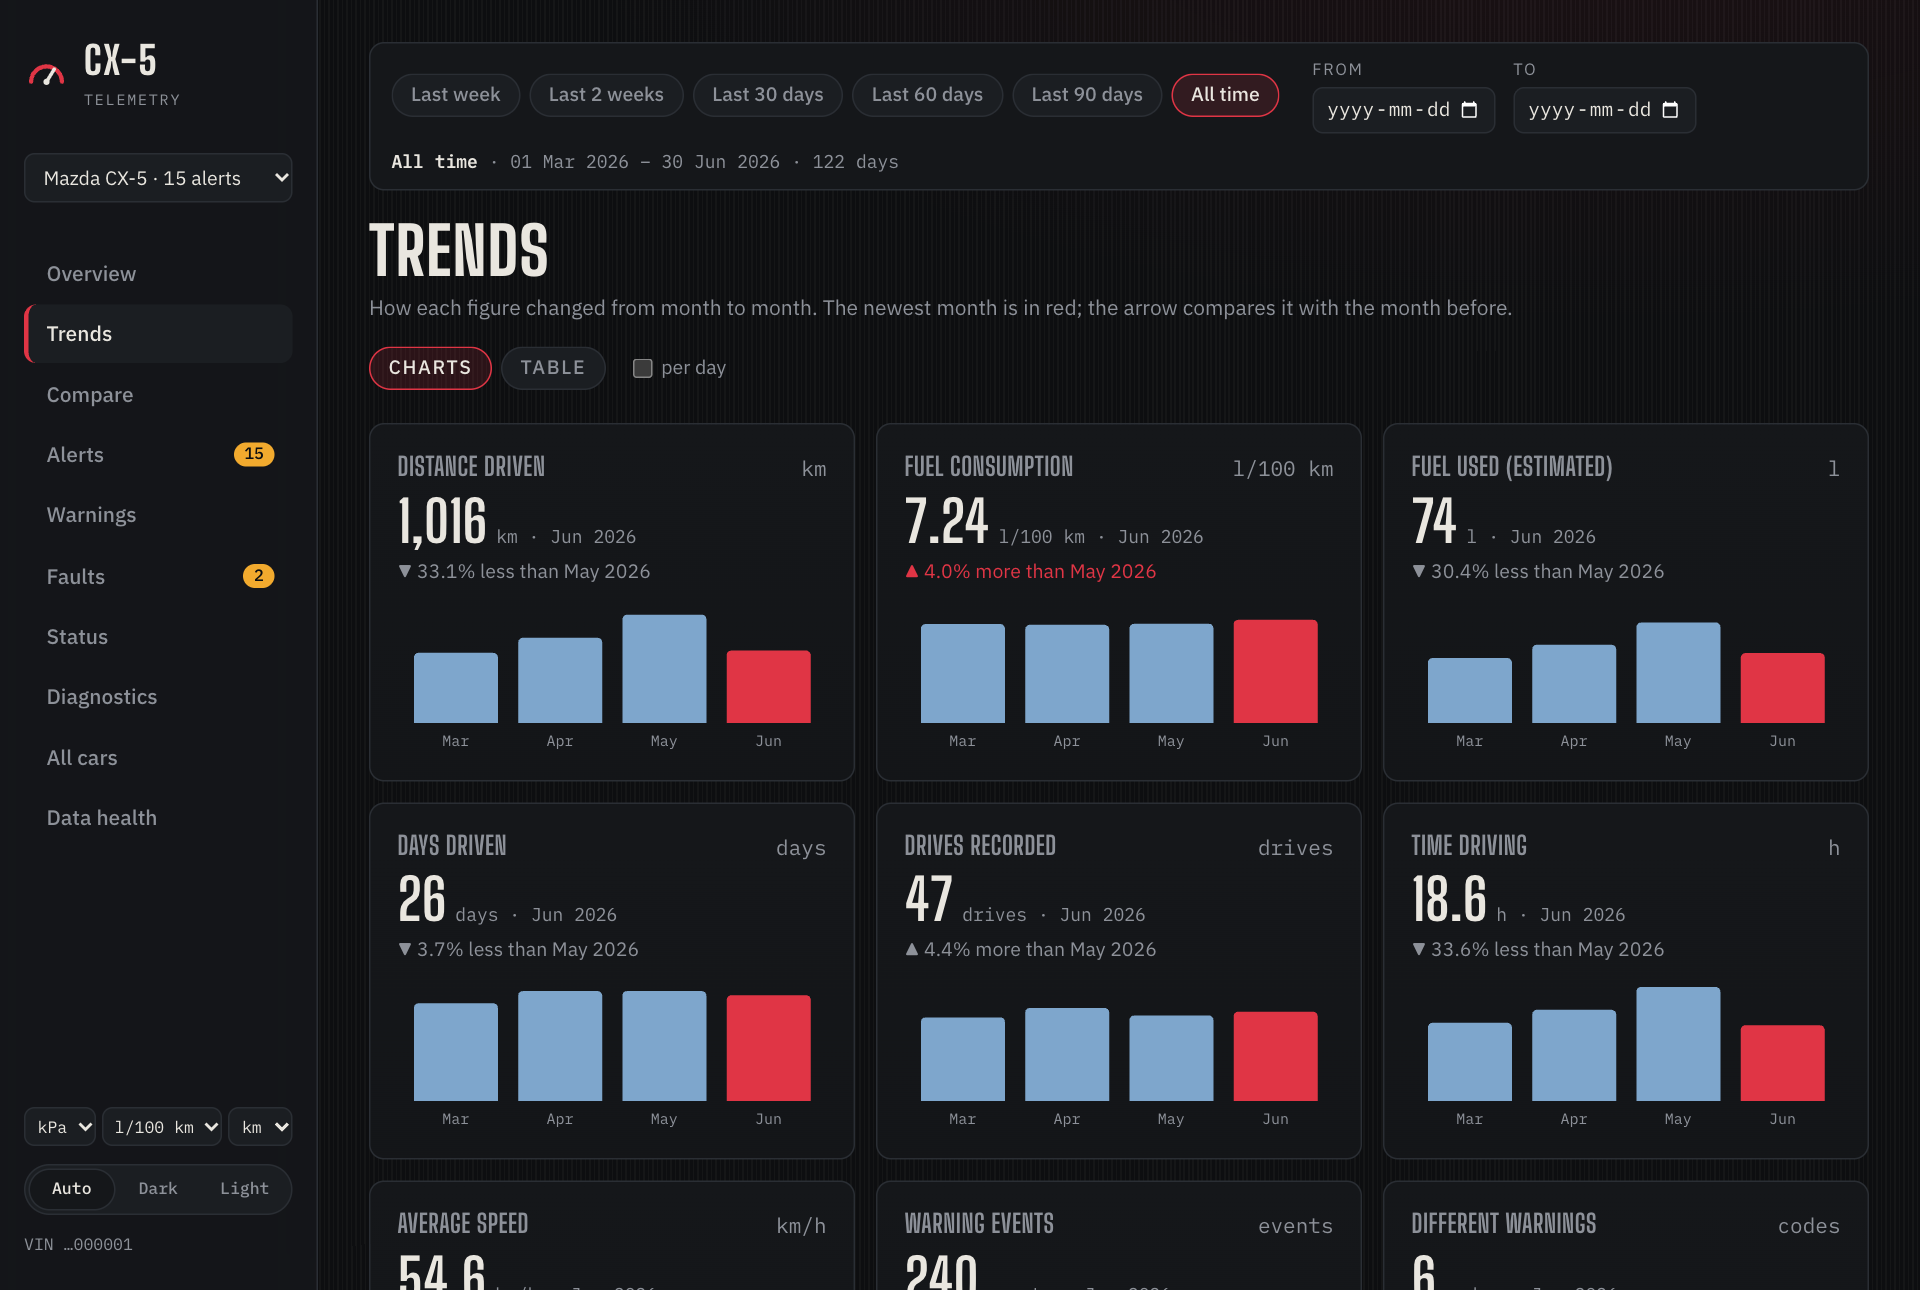 CX-5
TELEMETRY
Mazda CX-5 · 15 alerts
Overview
Trends
Compare
Alerts 15
Warnings
Faults 2
Status
Diagnostics
All cars
Data health
kPa l/100 km km
Auto Dark Light
VIN …000001
Last week Last 2 weeks Last 30 days Last 60 days Last 90 days All time
FROM TO
yyyy-mm-dd yyyy-mm-dd
All time · 01 Mar 2026 – 30 Jun 2026 · 122 days
TRENDS
How each figure changed from month to month. The newest month is in red; the arrow compares it with the month before.
CHARTS TABLE per day
DISTANCE DRIVEN km
1,016 km · Jun 2026
▼ 33.1% less than May 2026
Mar Apr May Jun
FUEL CONSUMPTION l/100 km
7.24 l/100 km · Jun 2026
▲ 4.0% more than May 2026
Mar Apr May Jun
FUEL USED (ESTIMATED) l
74 l · Jun 2026
▼ 30.4% less than May 2026
Mar Apr May Jun
DAYS DRIVEN days
26 days · Jun 2026
▼ 3.7% less than May 2026
Mar Apr May Jun
DRIVES RECORDED drives
47 drives · Jun 2026
▲ 4.4% more than May 2026
Mar Apr May Jun
TIME DRIVING h
18.6 h · Jun 2026
▼ 33.6% less than May 2026
Mar Apr May Jun
AVERAGE SPEED km/h
54.6
WARNING EVENTS events
240
DIFFERENT WARNINGS codes
6